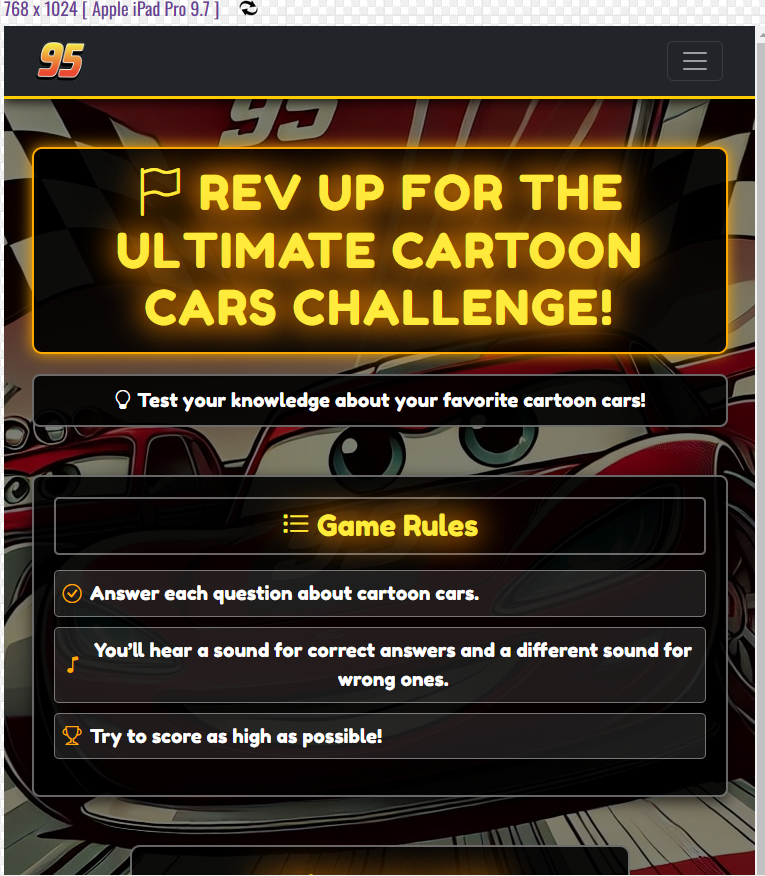 768 x 1024 [ Apple iPad Pro 9.7 ]
95
95
REV UP FOR THE
ULTIMATE CARTOON
CARS CHALLENGE!
Test your knowledge about your favorite cartoon cars!
Game Rules
Answer each question about cartoon cars.
You’ll hear a sound for correct answers and a different sound for
wrong ones.
Try to score as high as possible!